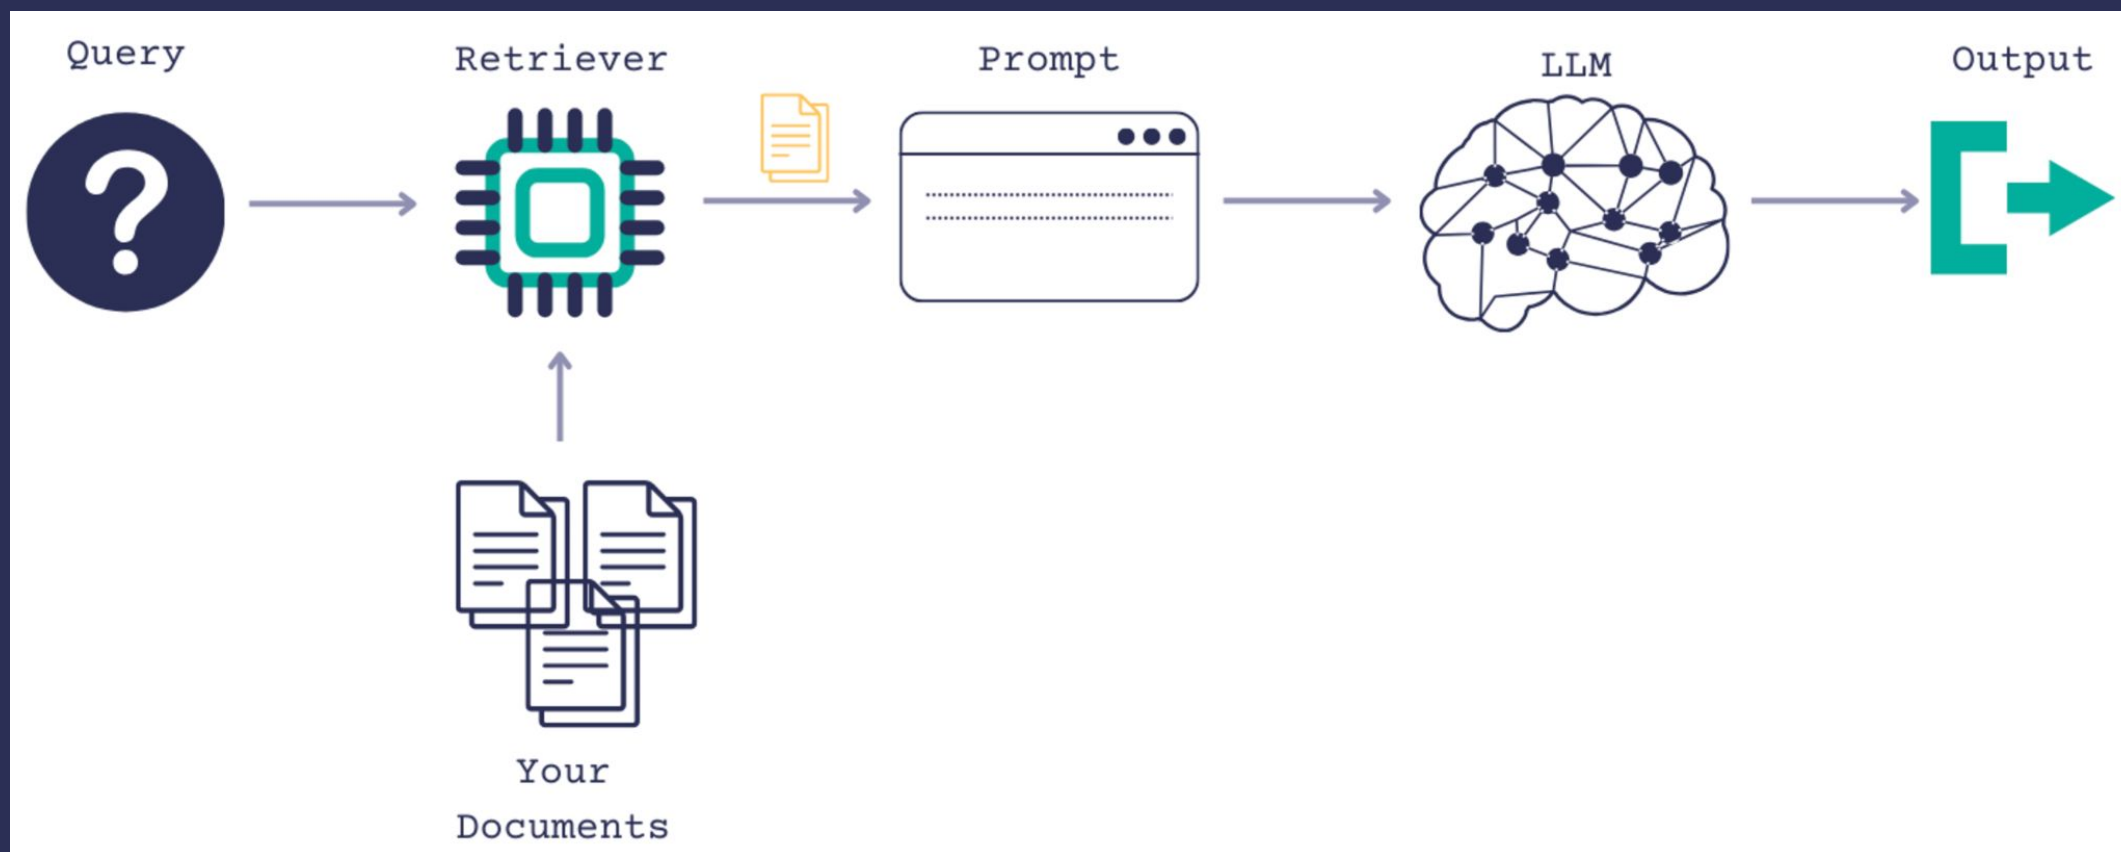 Query
Retriever
Prompt
LLM
Output
Your
Documents